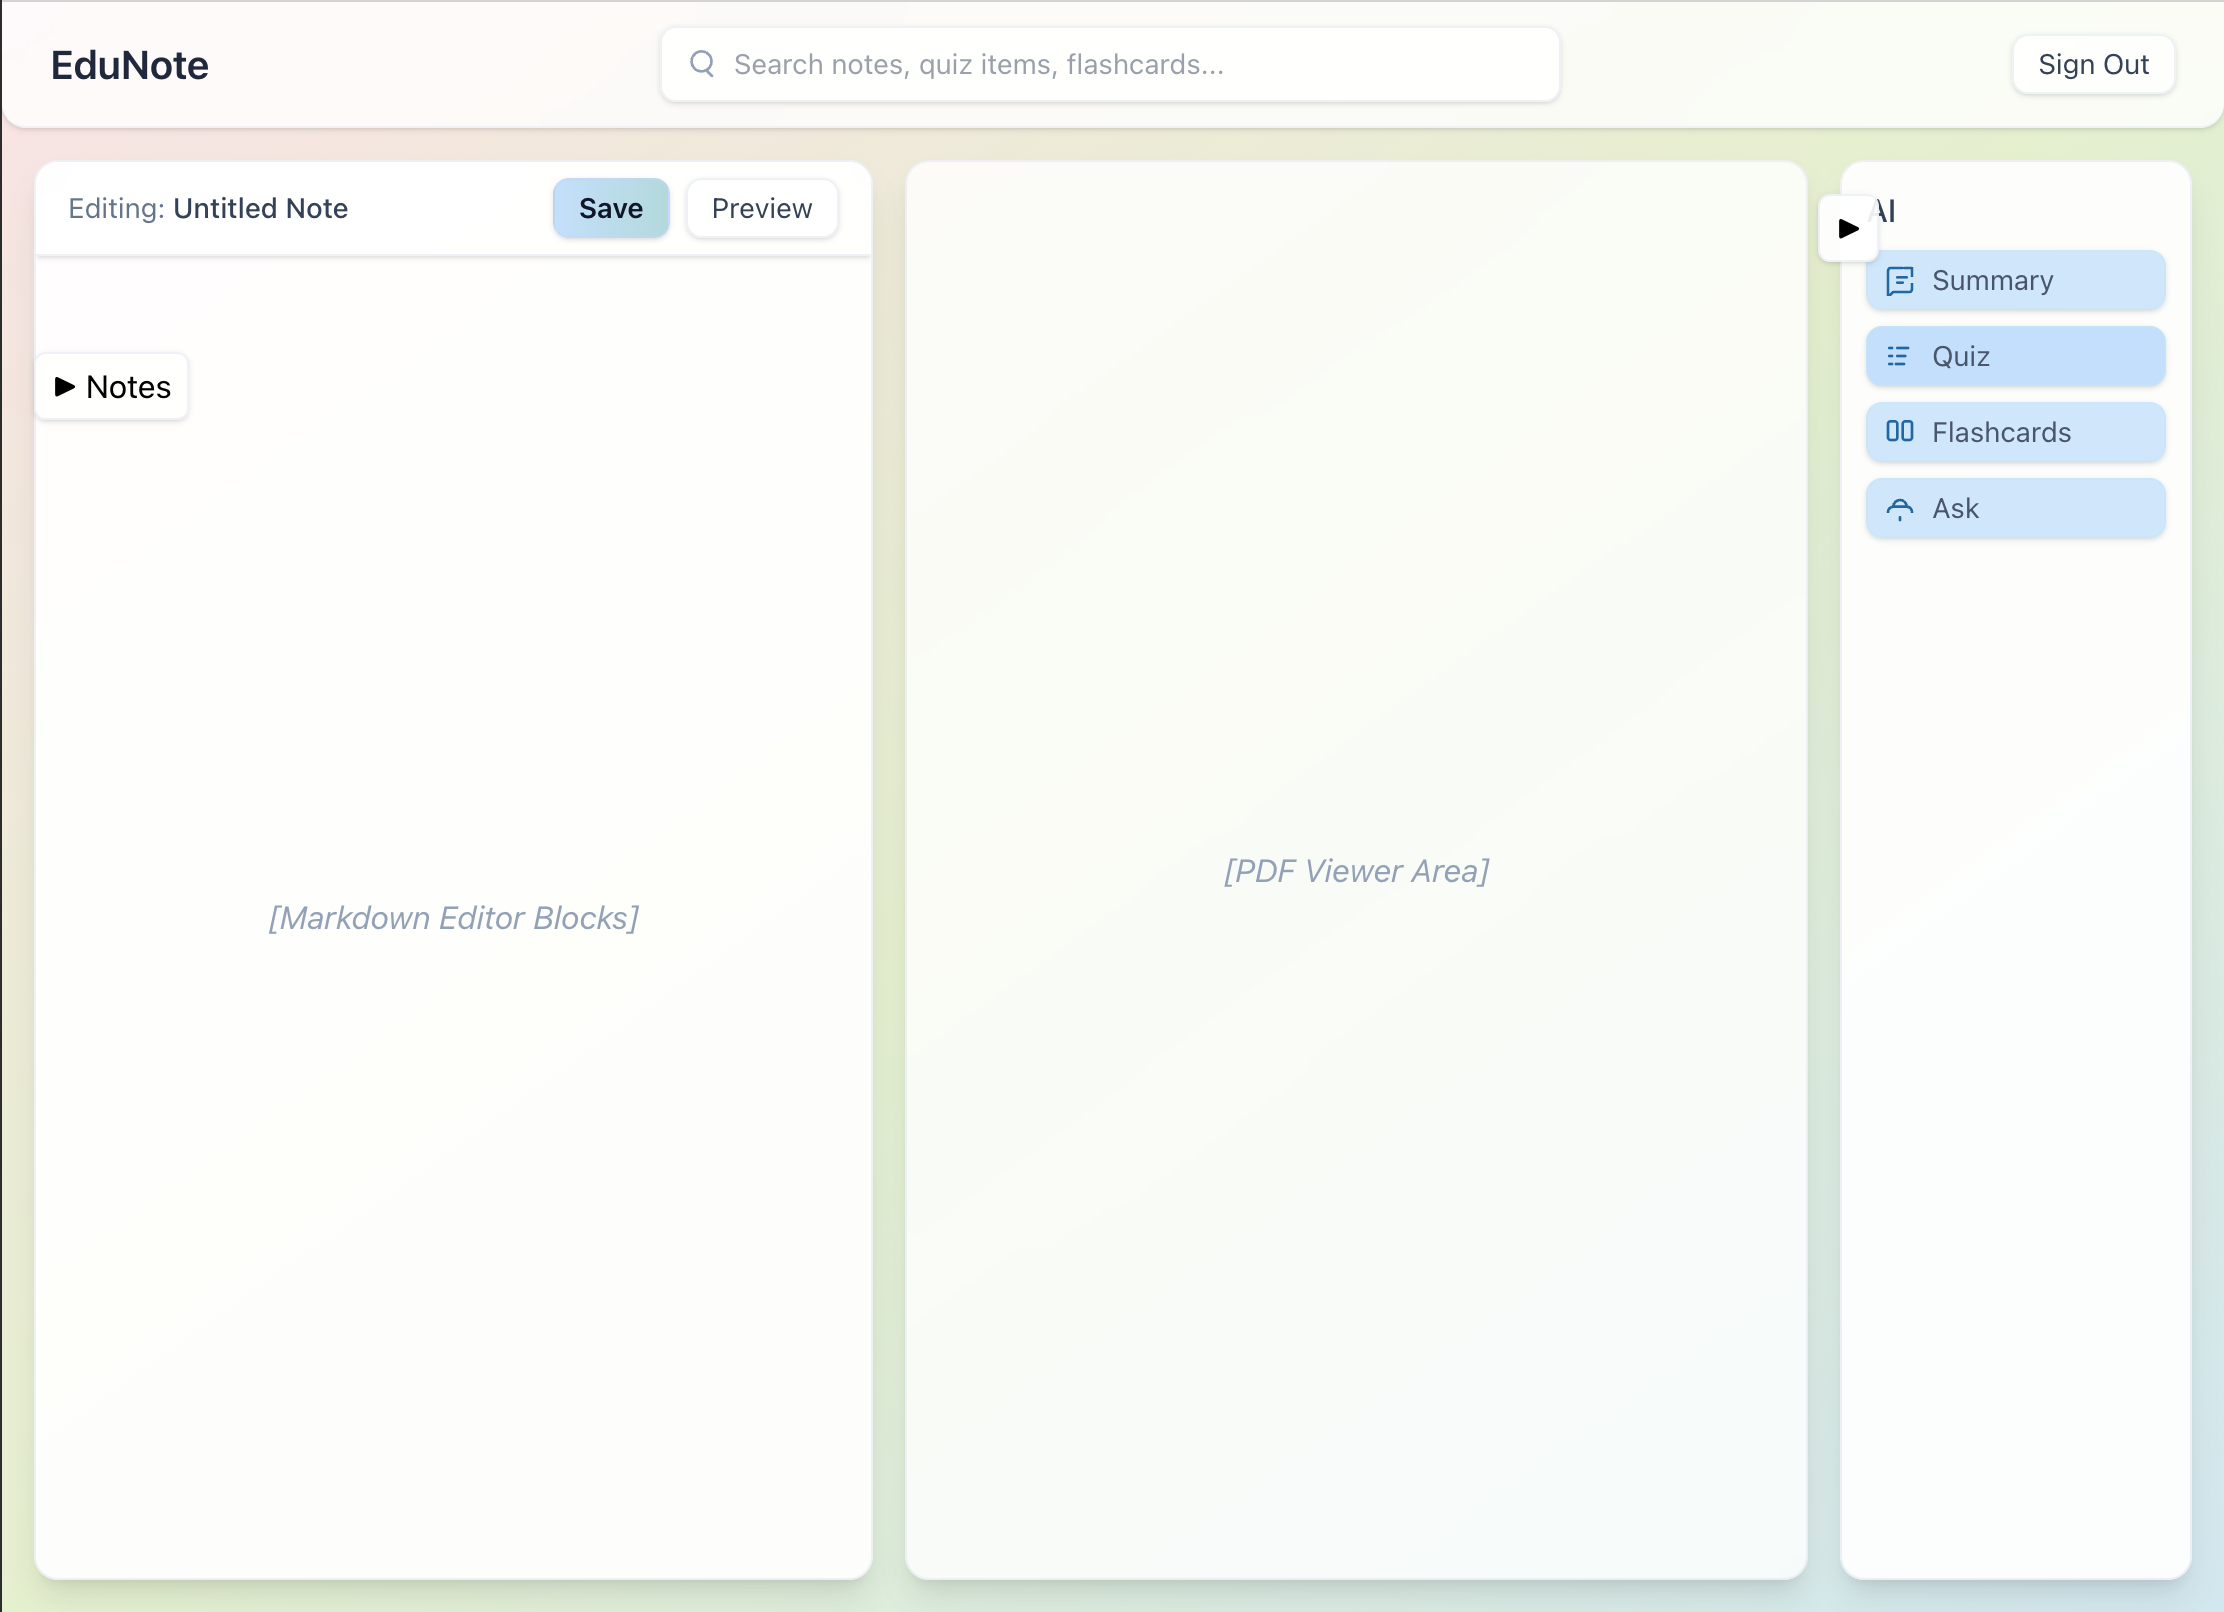 EduNote
Search notes, quiz items, flashcards...
Sign Out
Editing: Untitled Note
Save
Preview
Notes
[Markdown Editor Blocks]
[PDF Viewer Area]
AI
Summary
Quiz
Flashcards
Ask